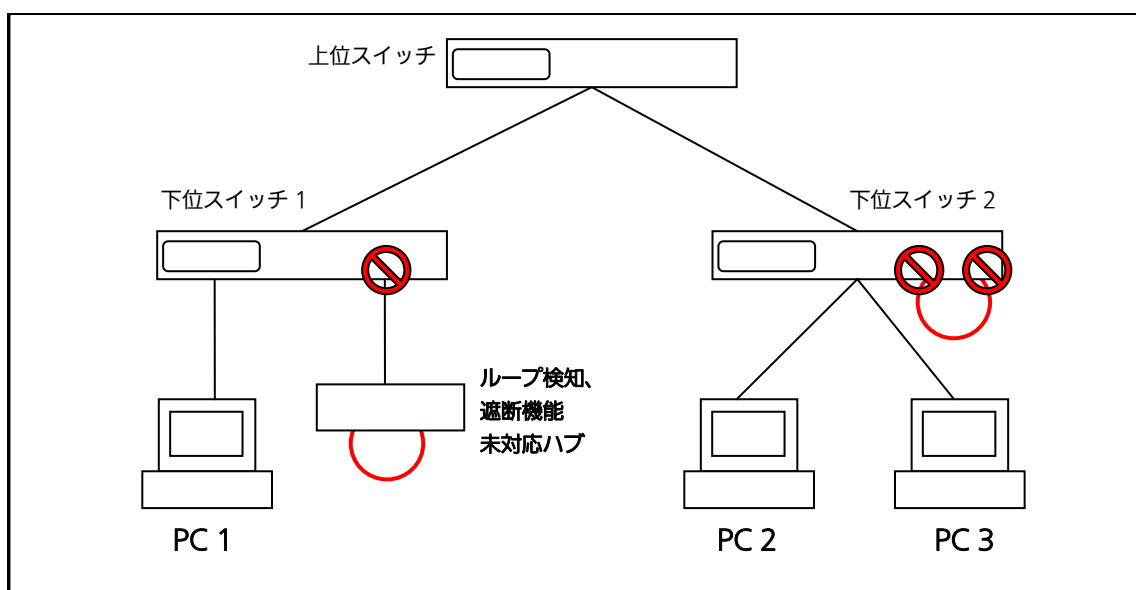 上位スイッチ
下位スイッチ 1
下位スイッチ 2
ループ検知、
遮断機能
未対応ハブ
PC 1
PC 2
PC 3